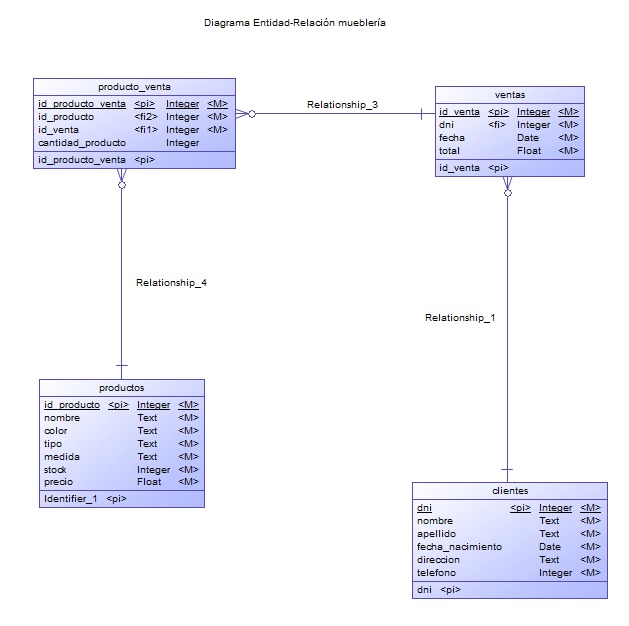 Diagrama Entidad-Relación mueblería
producto_venta
id_producto_venta <pi> Integer <M>
id_producto <fi2> Integer <M>
id_venta <fi1> Integer <M>
cantidad_producto Integer
id_producto_venta <pi>
Relationship_3
ventas
id_venta <pi> Integer <M>
dni <fi> Integer <M>
fecha Date <M>
total Float <M>
id_venta <pi>
Relationship_4
Relationship_1
productos
id_producto <pi> Integer <M>
nombre Text <M>
color Text <M>
tipo Text <M>
medida Text <M>
stock Integer <M>
precio Float <M>
Identifier_1 <pi>
clientes
dni <pi> Integer <M>
nombre Text <M>
apellido Text <M>
fecha_nacimiento Date <M>
direccion Text <M>
telefono Integer <M>
dni <pi>